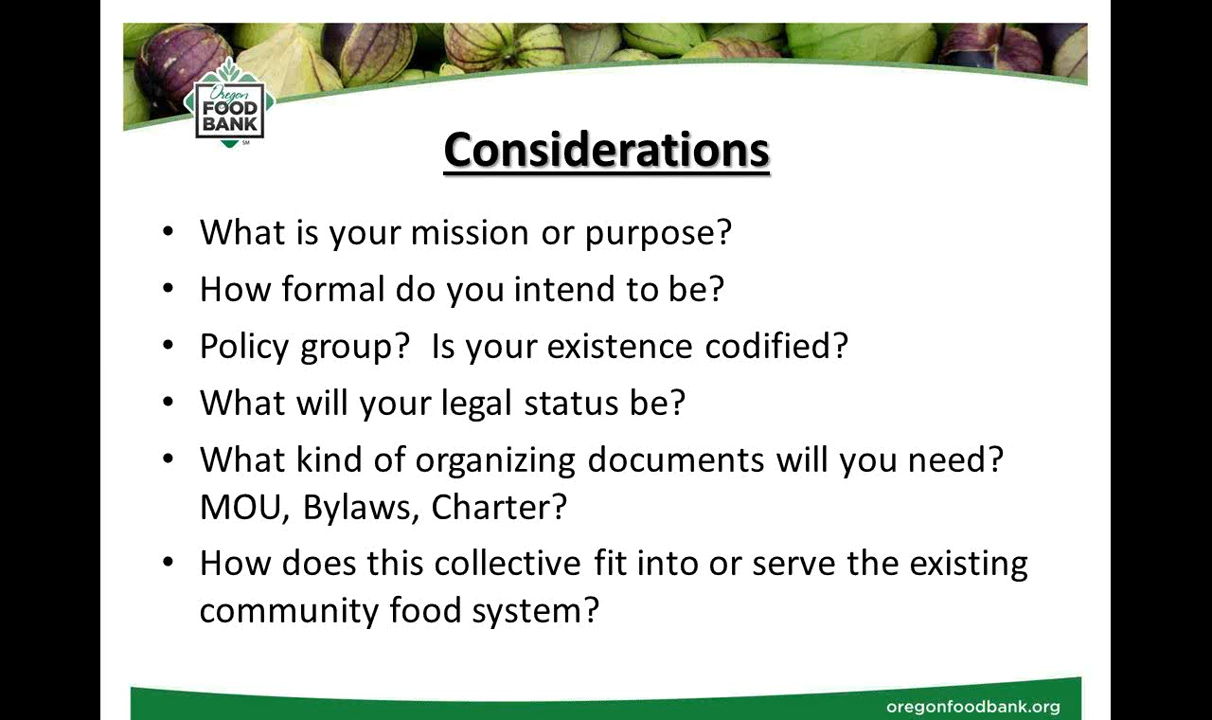 Oregon
FOOD
BANK
SM
Considerations
• What is your mission or purpose?
• How formal do you intend to be?
• Policy group?  Is your existence codified?
• What will your legal status be?
• What kind of organizing documents will you need?
MOU, Bylaws, Charter?
• How does this collective fit into or serve the existing
community food system?
oregonfoodbank.org